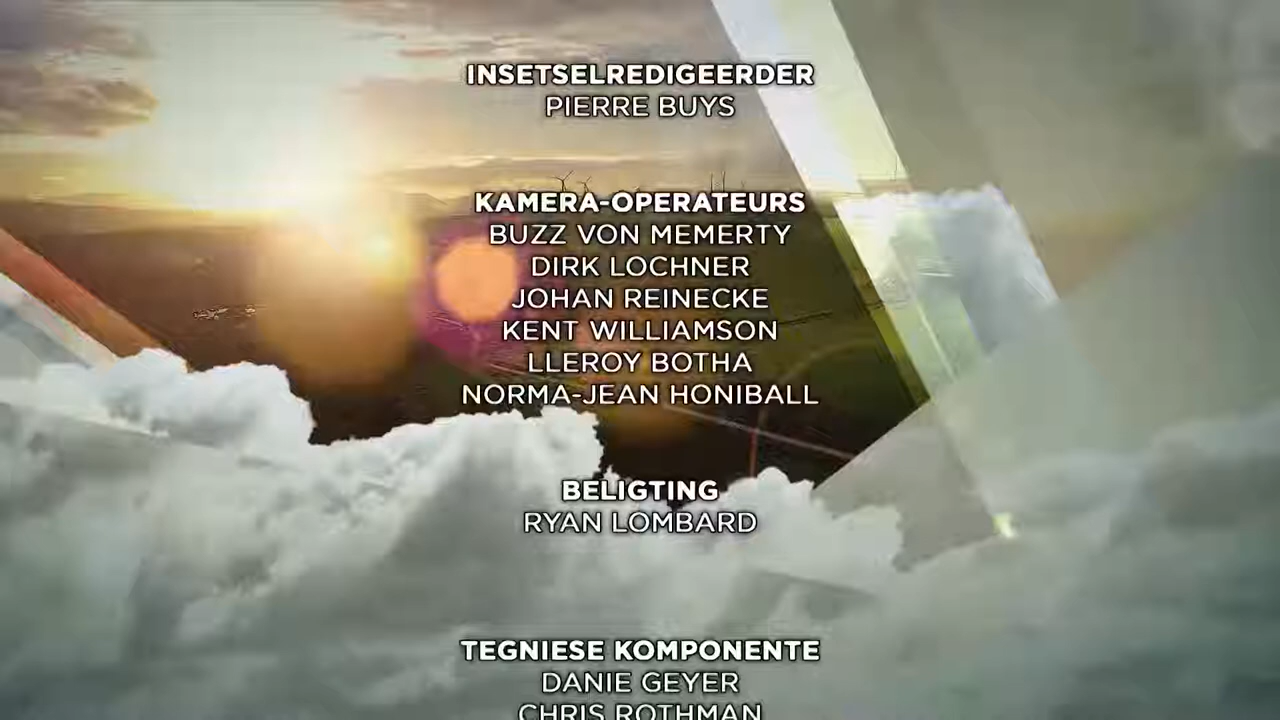 INSETSELREDIGEERDER
PIERRE BUYS
KAMERA-OPERATEURS
BUZZ VON MEMERTY
DIRK LOCHNER
JOHAN REINECKE
KENT WILLIAMSON
LLEROY BOTHA
NORMA-JEAN HONIBALL
BELIGTING
RYAN LOMBARD
TEGNIESE KOMPONENTE
DANIE GEYER
CHRIS ROTHMAN